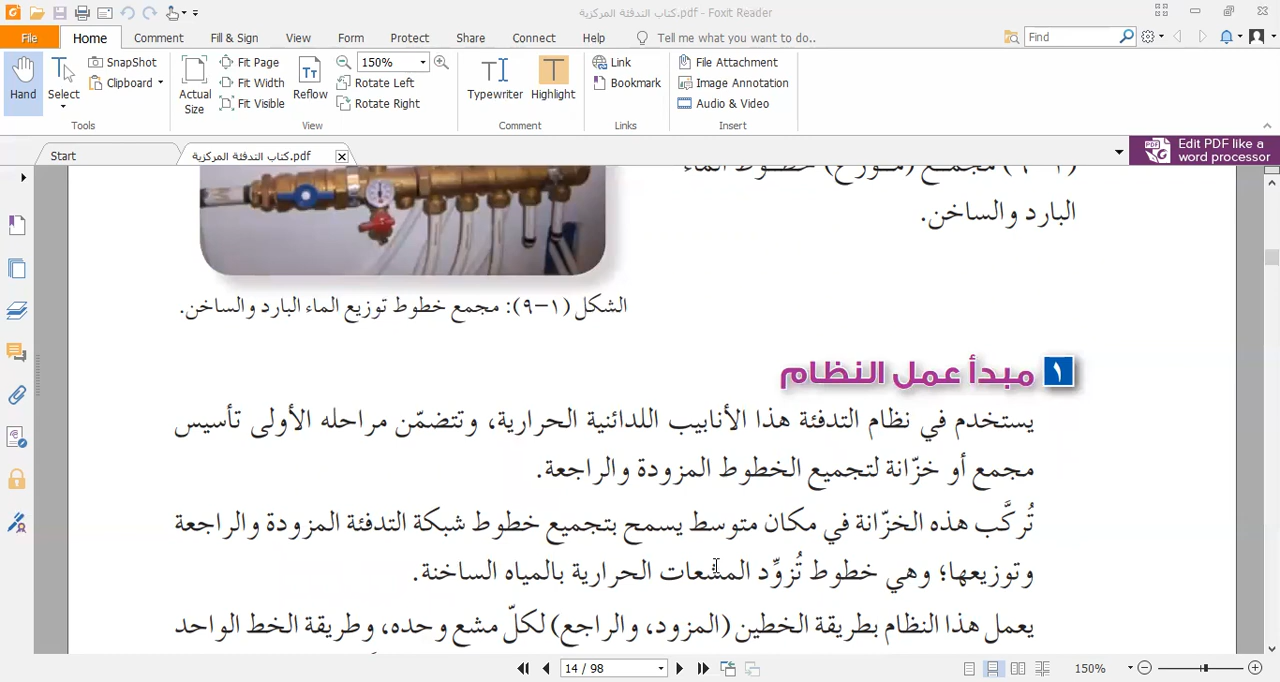 كتاب التدفئة المركزية.pdf - Foxit Reader
File Home Comment Fill & Sign View Form Protect Share Connect Help Tell me what you want to do.. Find
Hand
Select
SnapShot
Clipboard
Tools
Actual Size
Fit Page
Fit Width
Fit Visible
Reflow
150%
Rotate Left
Rotate Right
View
Typewriter
Highlight
Comment
Link
Bookmark
Links
File Attachment
Image Annotation
Audio & Video
Insert
Start
كتاب التدفئة المركزية.pdf
Edit PDF like a
word processor
(١-٩) مجمع (موزع) خطوط الماء
البارد والساخن.
الشكل (١-٩): مجمع خطوط توزيع الماء البارد والساخن.
١ مبدأ عمل النظام
يستخدم في نظام التدفئة هذا الأنابيب اللدائنية الحرارية، وتتضمّن مراحله الأولى تأسيس
مجمع أو خزّانة لتجميع الخطوط المزودة والراجعة.
تُركَّب هذه الخزّانة في مكان متوسط يسمح بتجميع خطوط شبكة التدفئة المزودة والراجعة
وتوزيعها؛ وهي خطوط تُزوِّد المشعات الحرارية بالمياه الساخنة.
يعمل هذا النظام بطريقة الخطين (المزود، والراجع) لكلّ مشع وحده، وطريقة الخط الواحد
14 / 98
150%